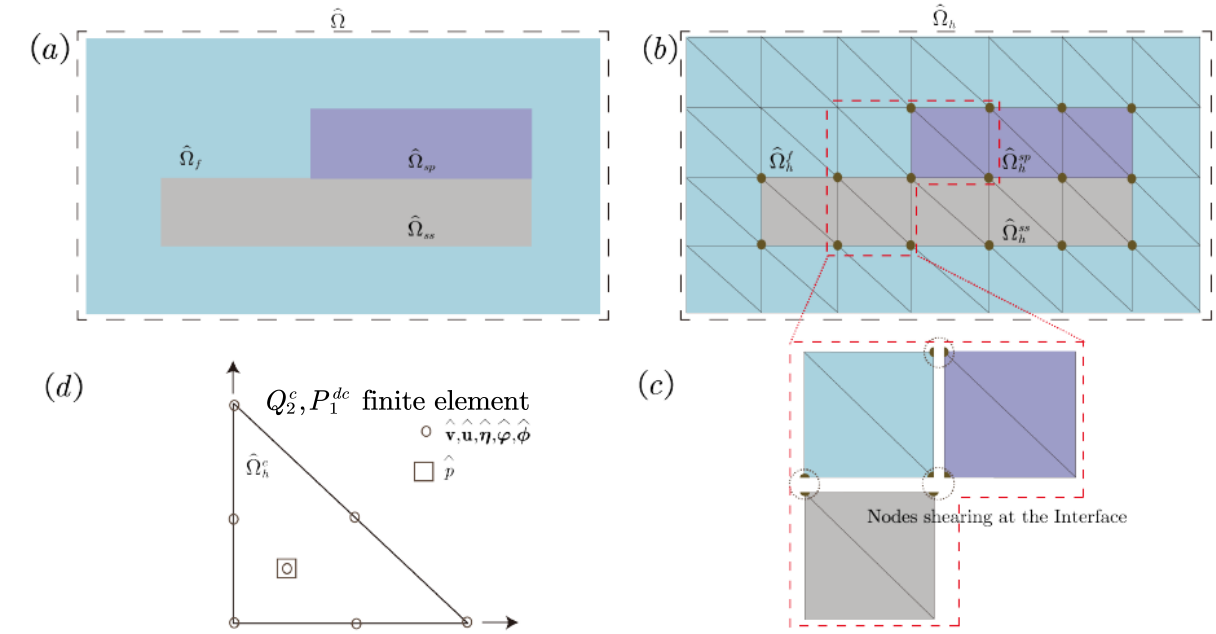 (a)
Ω̂
Ω̂_f
Ω̂_sp
Ω̂_ss
(b)
Ω̂_h
Ω̂_h^f
Ω̂_h^sp
Ω̂_h^ss
(d)
Q_2^c, P_1^dc finite element
v̂,û,η̂,φ̂,ϕ̂
p̂
Ω̂_h^e
(c)
Nodes shearing at the Interface